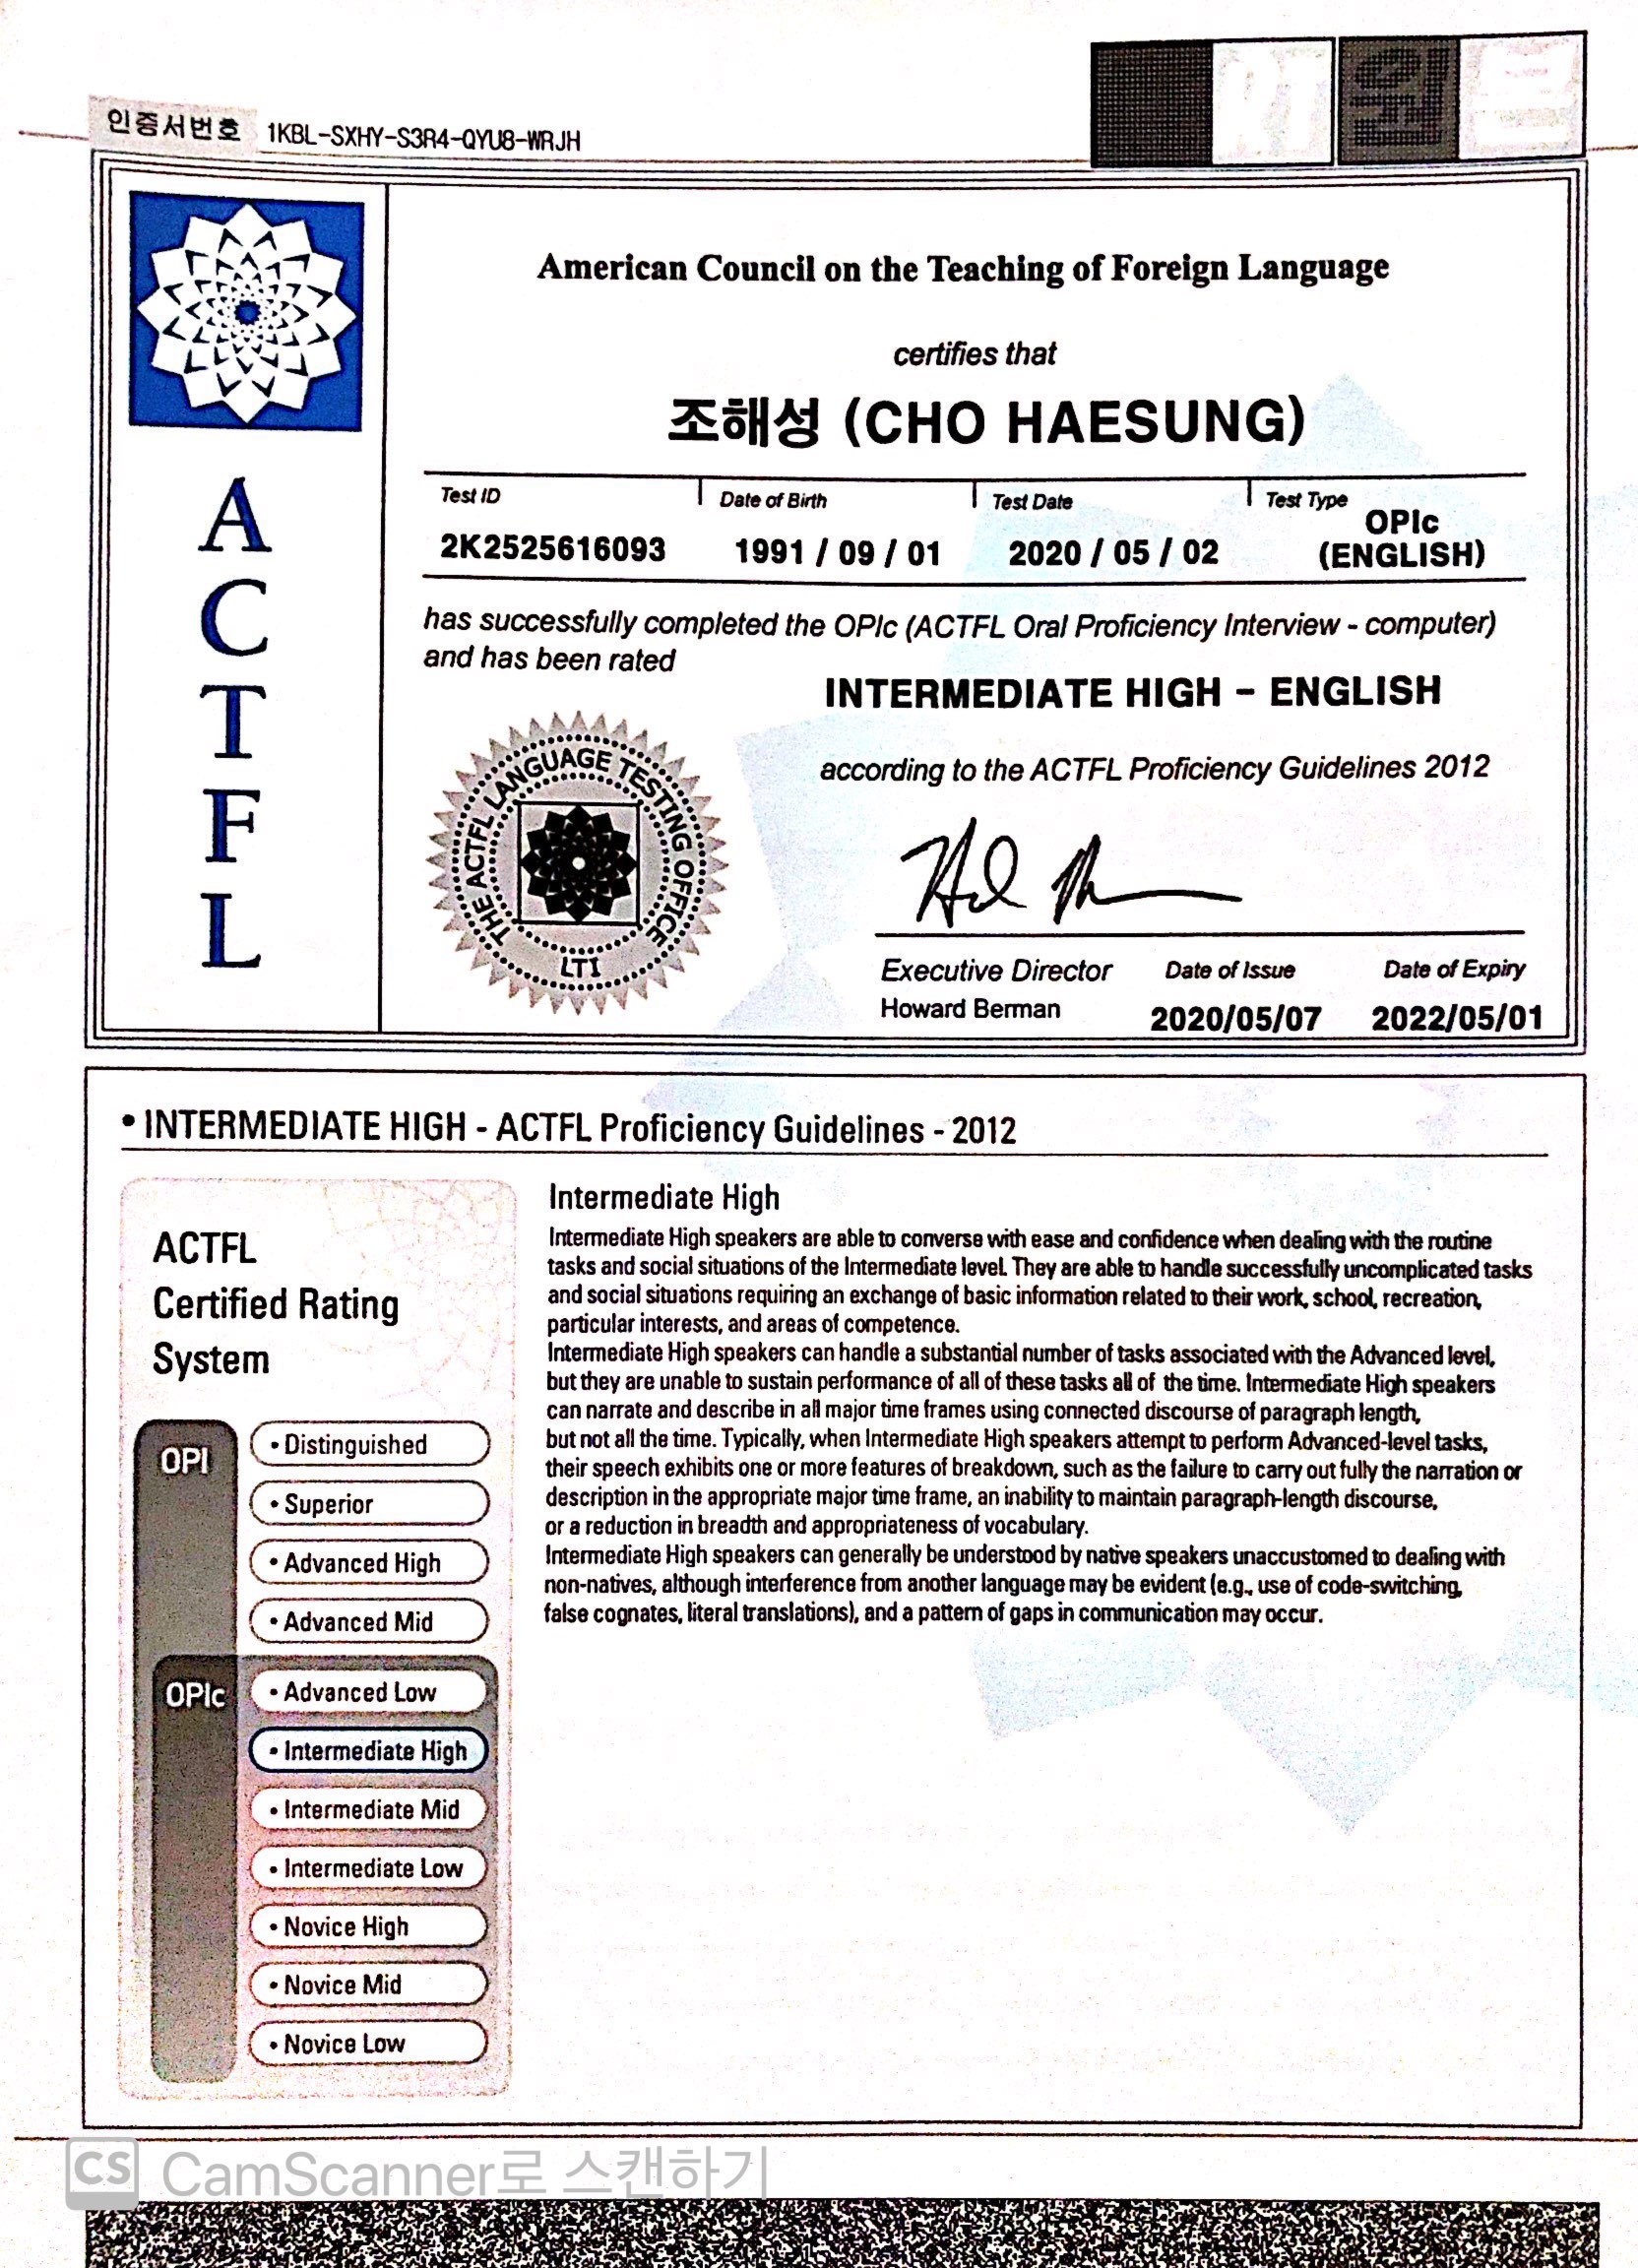 인증서번호 1KBL-SXHY-S3R4-QYU8-WRJH
원본
American Council on the Teaching of Foreign Language
certifies that
조해성 (CHO HAESUNG)
Test ID Date of Birth Test Date Test Type
2K2525616093 1991 / 09 / 01 2020 / 05 / 02 OPIc (ENGLISH)
has successfully completed the OPIc (ACTFL Oral Proficiency Interview - computer)
and has been rated
INTERMEDIATE HIGH - ENGLISH
according to the ACTFL Proficiency Guidelines 2012
THE ACTFL LANGUAGE TESTING OFFICE
LTI
Executive Director Date of Issue Date of Expiry
Howard Berman 2020/05/07 2022/05/01
A
C
T
F
L
• INTERMEDIATE HIGH - ACTFL Proficiency Guidelines - 2012
ACTFL
Certified Rating
System
OPI
• Distinguished
• Superior
• Advanced High
• Advanced Mid
OPIc
• Advanced Low
• Intermediate High
• Intermediate Mid
• Intermediate Low
• Novice High
• Novice Mid
• Novice Low
Intermediate High
Intermediate High speakers are able to converse with ease and confidence when dealing with the routine
tasks and social situations of the Intermediate level. They are able to handle successfully uncomplicated tasks
and social situations requiring an exchange of basic information related to their work, school, recreation,
particular interests, and areas of competence.
Intermediate High speakers can handle a substantial number of tasks associated with the Advanced level,
but they are unable to sustain performance of all of these tasks all of the time. Intermediate High speakers
can narrate and describe in all major time frames using connected discourse of paragraph length,
but not all the time. Typically, when Intermediate High speakers attempt to perform Advanced-level tasks,
their speech exhibits one or more features of breakdown, such as the failure to carry out fully the narration or
description in the appropriate major time frame, an inability to maintain paragraph-length discourse,
or a reduction in breadth and appropriateness of vocabulary.
Intermediate High speakers can generally be understood by native speakers unaccustomed to dealing with
non-natives, although interference from another language may be evident (e.g., use of code-switching,
false cognates, literal translations), and a pattern of gaps in communication may occur.
CS CamScanner로 스캔하기